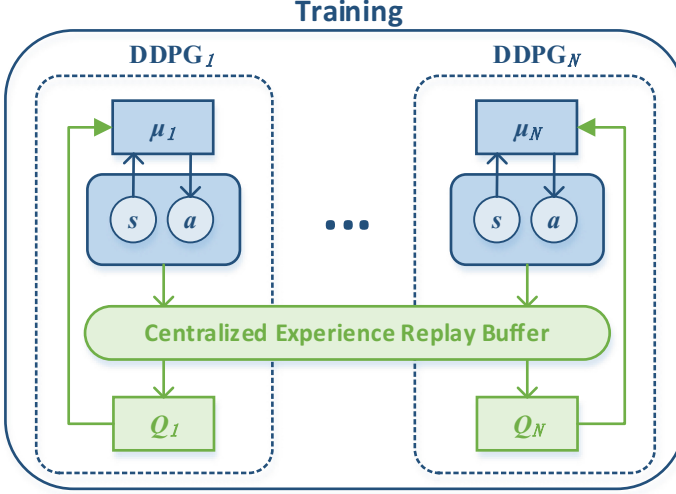 Training
DDPG1 DDPGN
μ1 μN
s a ... s a
Centralized Experience Replay Buffer
Q1 QN